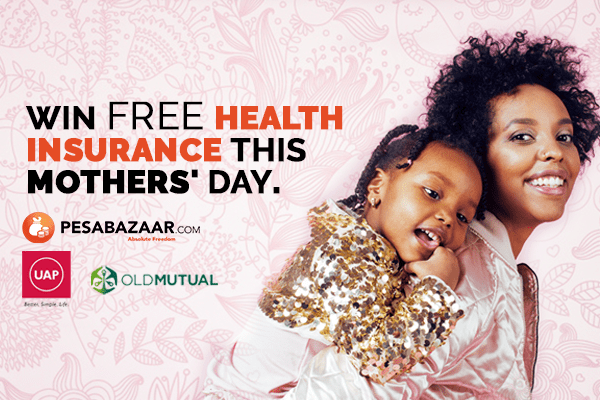 WIN FREE HEALTH
INSURANCE THIS
MOTHERS' DAY.
PESABAZAAR.COM
Absolute Freedom
UAP
Better. Simple. Life.
OLDMUTUAL